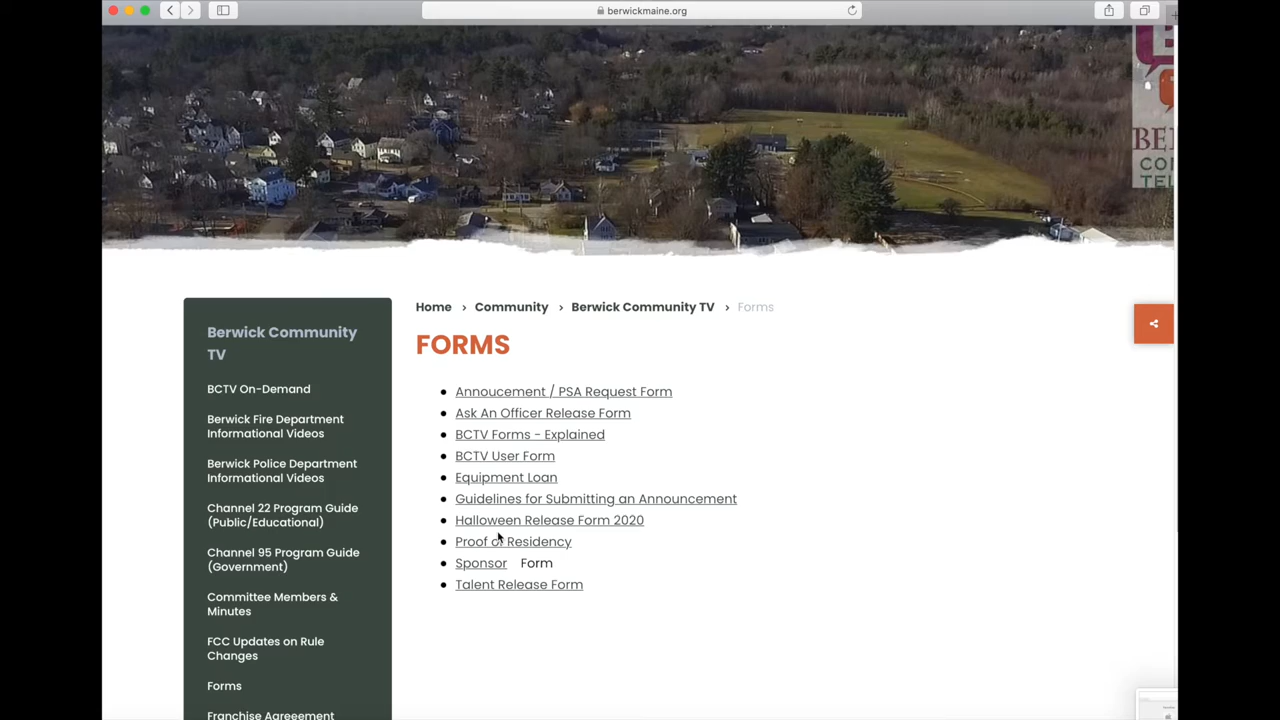 berwickmaine.org
BER
CO
TEL
Home > Community > Berwick Community TV > Forms
Berwick Community
TV
BCTV On-Demand
Berwick Fire Department
Informational Videos
Berwick Police Department
Informational Videos
Channel 22 Program Guide
(Public/Educational)
Channel 95 Program Guide
(Government)
Committee Members &
Minutes
FCC Updates on Rule
Changes
Forms
Franchise Agreeement
FORMS
Annoucement / PSA Request Form
Ask An Officer Release Form
BCTV Forms - Explained
BCTV User Form
Equipment Loan
Guidelines for Submitting an Announcement
Halloween Release Form 2020
Proof of Residency
Sponsor Form
Talent Release Form